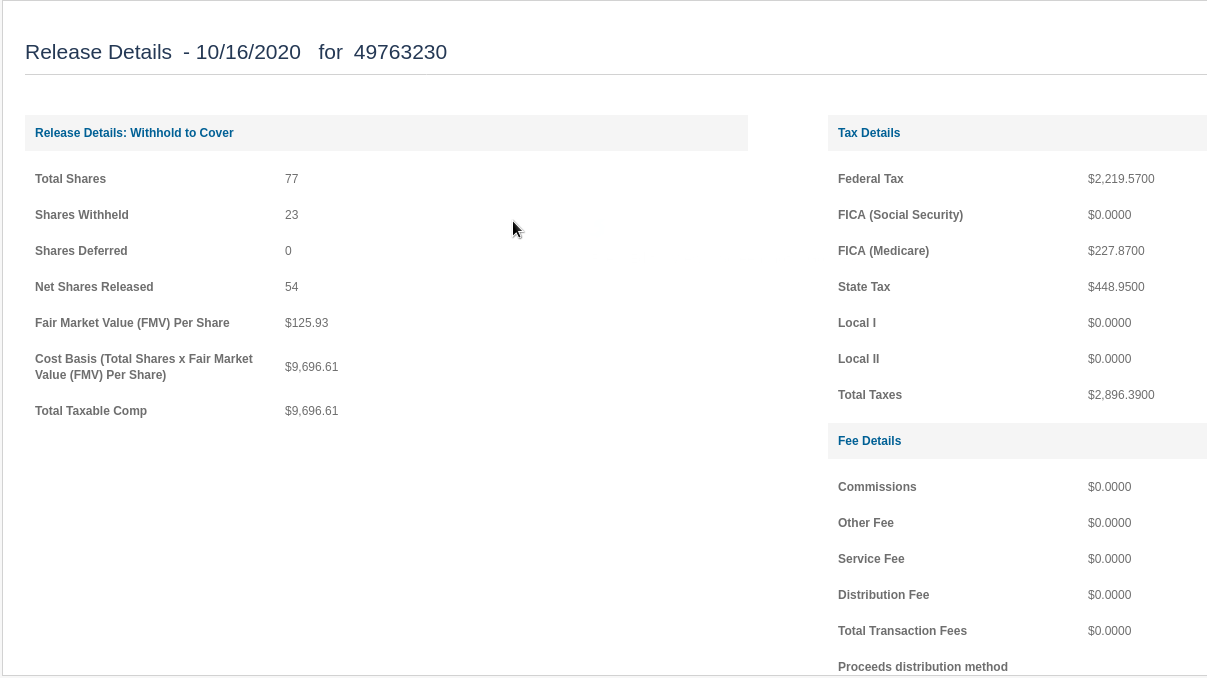 Release Details - 10/16/2020 for 49763230
Release Details: Withhold to Cover
Total Shares 77
Shares Withheld 23
Shares Deferred 0
Net Shares Released 54
Fair Market Value (FMV) Per Share $125.93
Cost Basis (Total Shares x Fair Market
Value (FMV) Per Share) $9,696.61
Total Taxable Comp $9,696.61
Tax Details
Federal Tax $2,219.5700
FICA (Social Security) $0.0000
FICA (Medicare) $227.8700
State Tax $448.9500
Local I $0.0000
Local II $0.0000
Total Taxes $2,896.3900
Fee Details
Commissions $0.0000
Other Fee $0.0000
Service Fee $0.0000
Distribution Fee $0.0000
Total Transaction Fees $0.0000
Proceeds distribution method